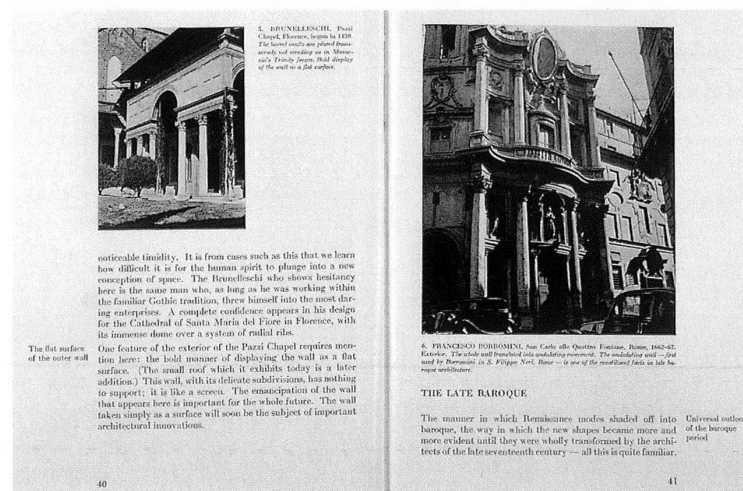 5. BRUNELLESCHI, Pazzi
Chapel, Florence, begun in 1430.
The barrel vaults are placed trans-
versely not receding as in Masac-
cio's Trinity fresco. Bold display
of the wall as a flat surface.
noticeable timidity. It is from cases such as this that we learn
how difficult it is for the human spirit to plunge into a new
conception of space. The Brunelleschi who shows hesitancy
here is the same man who, as long as he was working within
the familiar Gothic tradition, threw himself into the most dar-
ing enterprises. A complete confidence appears in his design
for the Cathedral of Santa Maria del Fiore in Florence, with
its immense dome over a system of radial ribs.
The flat surface
of the outer wall
One feature of the exterior of the Pazzi Chapel requires men-
tion here: the bold manner of displaying the wall as a flat
surface. (The small roof which it exhibits today is a later
addition.) This wall, with its delicate subdivisions, has nothing
to support; it is like a screen. The emancipation of the wall
that appears here is important for the whole future. The wall
taken simply as a surface will soon be the subject of important
architectural innovations.
40
6. FRANCESCO BORROMINI, San Carlo alle Quattro Fontane, Rome, 1662–67.
Exterior. The whole wall translated into undulating movement. The undulating wall — first
used by Borromini in S. Filippo Neri, Rome — is one of the constituent facts in late ba-
roque architecture.
THE LATE BAROQUE
The manner in which Renaissance modes shaded off into
baroque, the way in which the new shapes became more and
more evident until they were wholly transformed by the archi-
tects of the late seventeenth century — all this is quite familiar.
Universal outloo
of the baroque
period
41